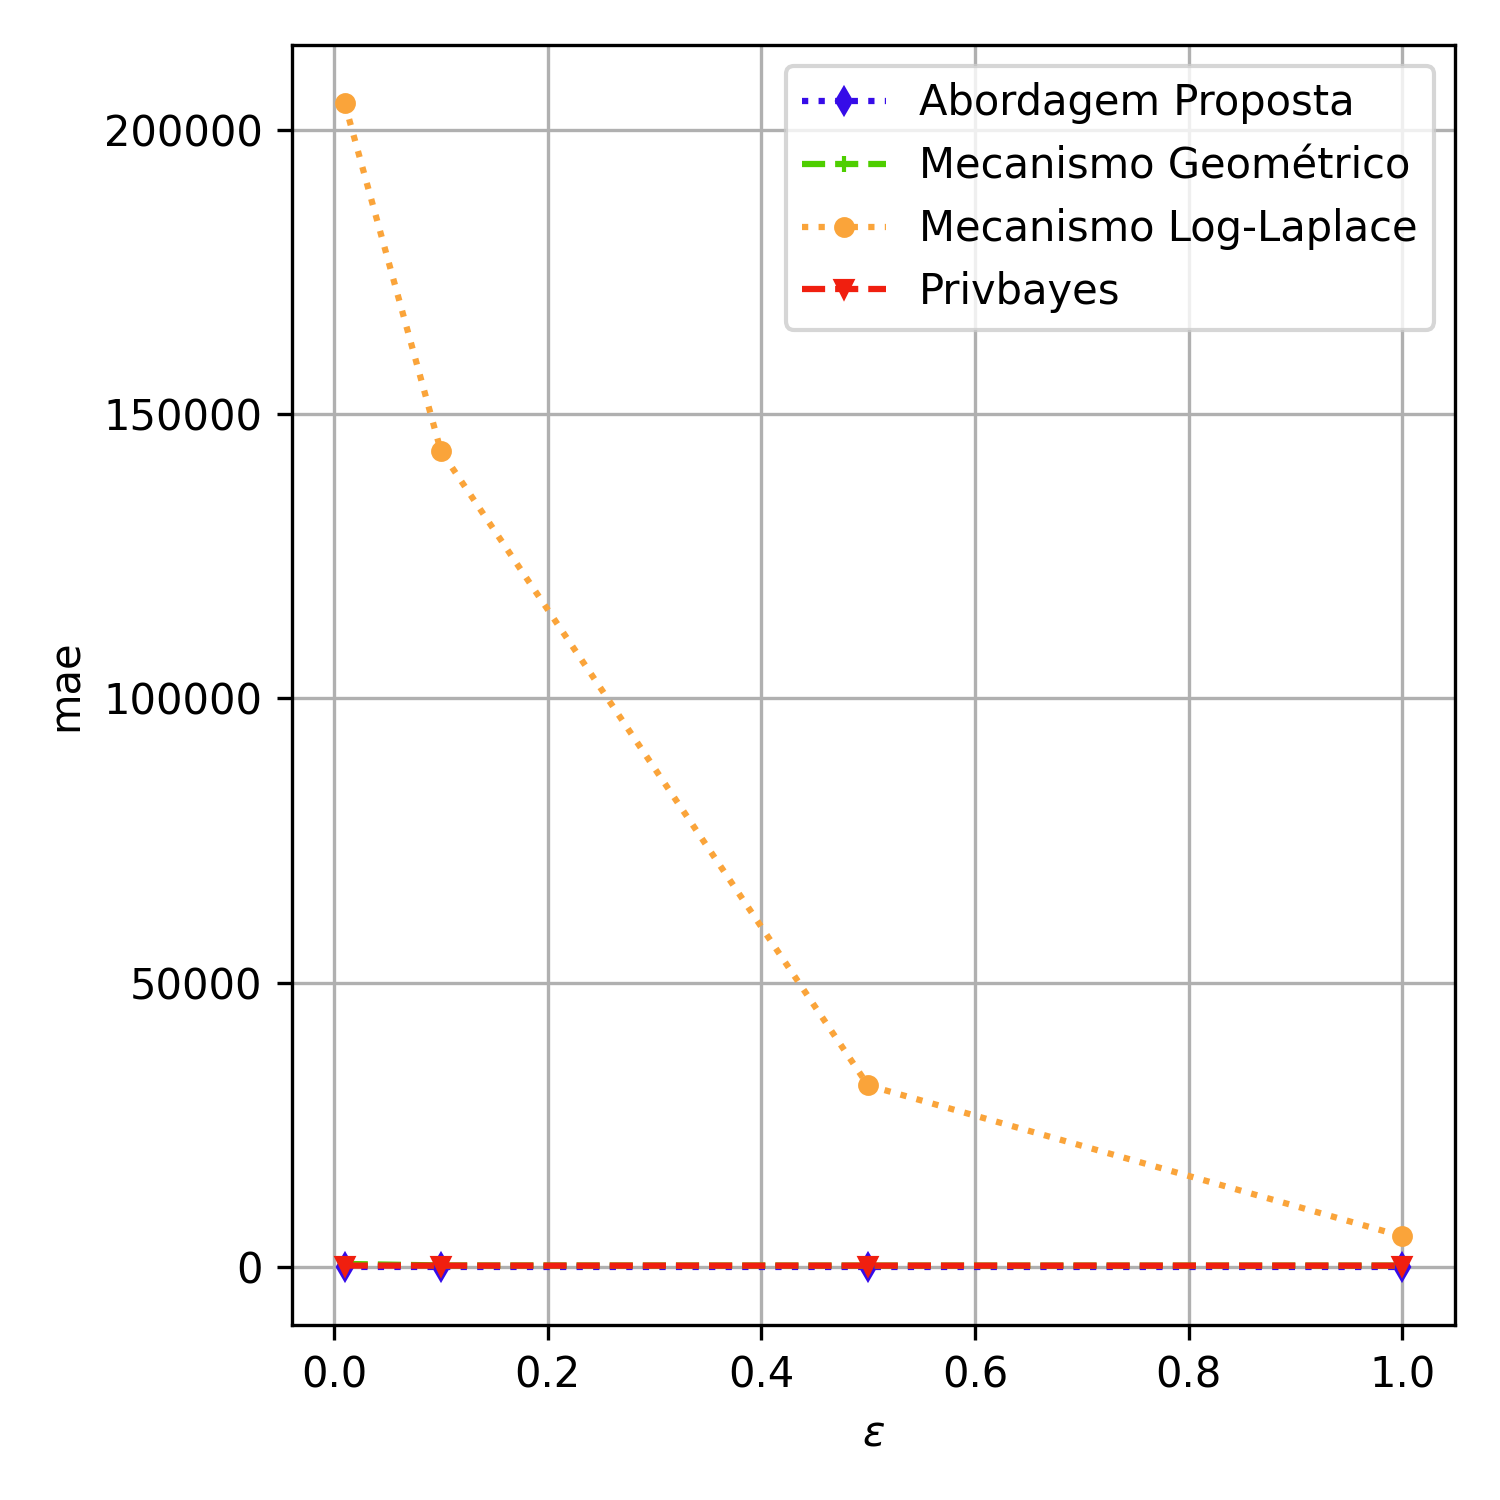 Abordagem Proposta
Mecanismo Geométrico
Mecanismo Log-Laplace
Privbayes
200000
150000
100000
50000
0
mae
0.0 0.2 0.4 0.6 0.8 1.0
ε